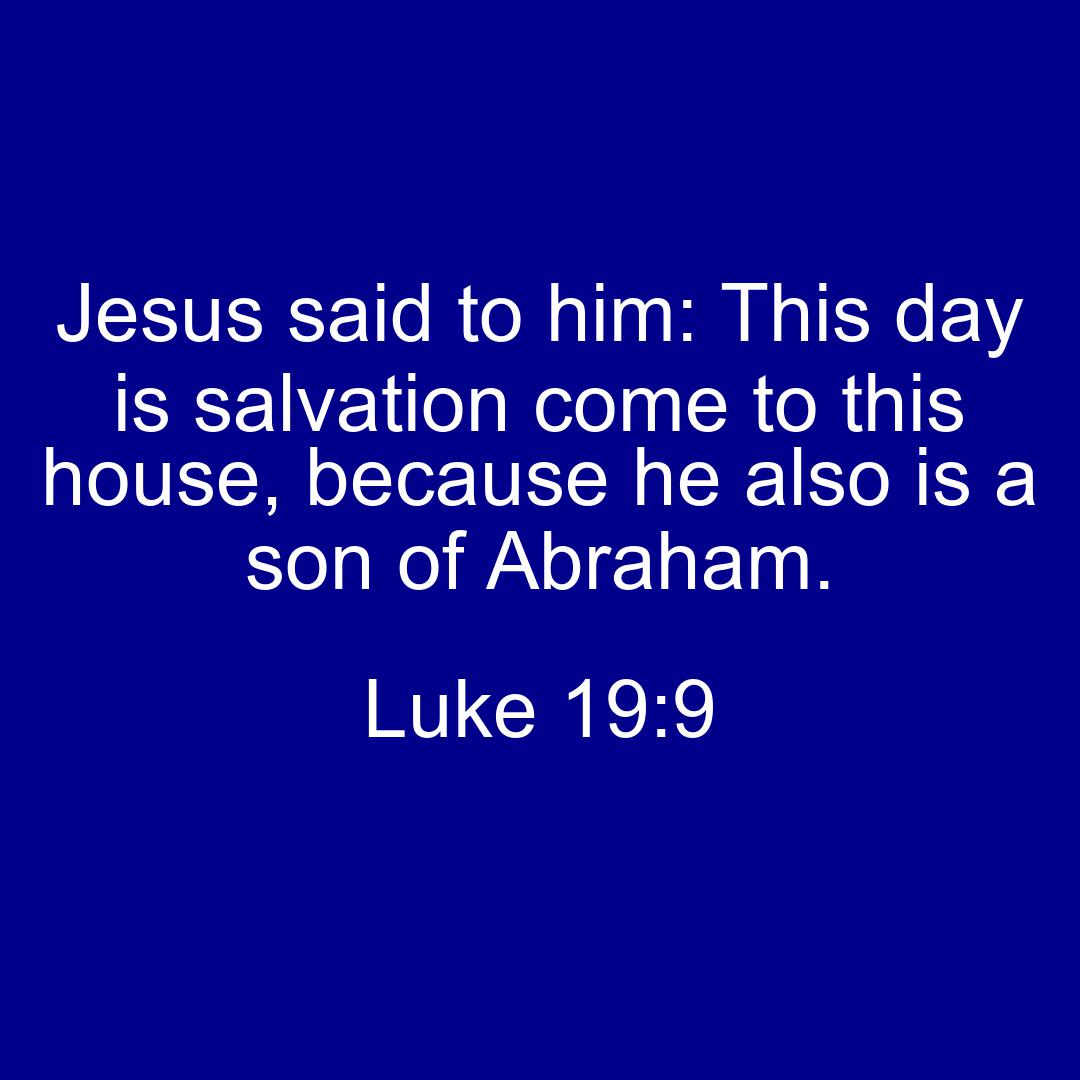 Jesus said to him: This day
is salvation come to this
house, because he also is a
son of Abraham.
Luke 19:9